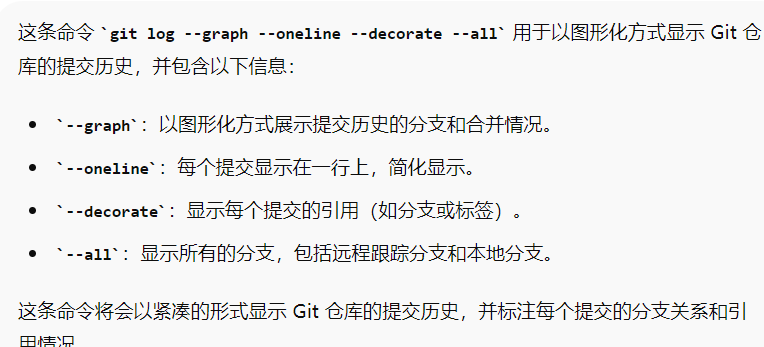 这条命令 `git log --graph --oneline --decorate --all` 用于以图形化方式显示 Git 仓
库的提交历史，并包含以下信息：
• `--graph`：以图形化方式展示提交历史的分支和合并情况。
• `--oneline`：每个提交显示在一行上，简化显示。
• `--decorate`：显示每个提交的引用（如分支或标签）。
• `--all`：显示所有的分支，包括远程跟踪分支和本地分支。
这条命令将会以紧凑的形式显示 Git 仓库的提交历史，并标注每个提交的分支关系和引
用情况